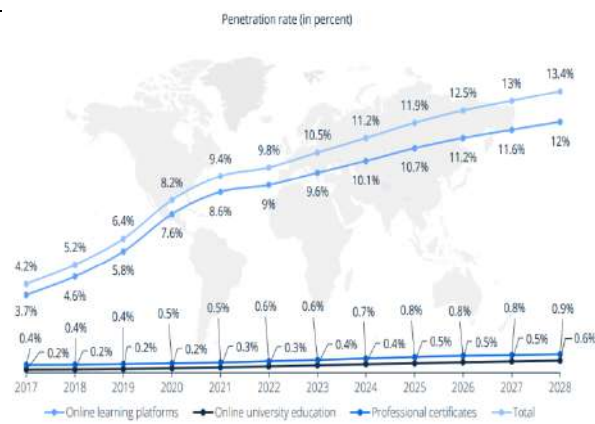 Penetration rate (in percent)
4.2% 5.2% 6.4% 8.2% 9.4% 9.8% 10.5% 11.2% 11.9% 12.5% 13% 13.4%
3.7% 4.6% 5.8% 7.6% 8.6% 9% 9.6% 10.1% 10.7% 11.2% 11.6% 12%
0.4% 0.4% 0.4% 0.5% 0.5% 0.6% 0.6% 0.7% 0.8% 0.8% 0.8% 0.9%
0.2% 0.2% 0.2% 0.2% 0.3% 0.3% 0.4% 0.4% 0.5% 0.5% 0.5% 0.6%
2017 2018 2019 2020 2021 2022 2023 2024 2025 2026 2027 2028
Online learning platforms Online university education Professional certificates Total